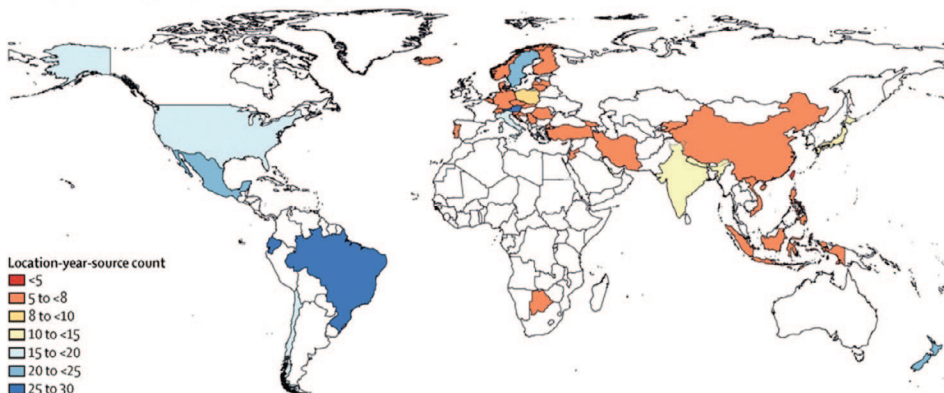 Location-year-source count
<5
5 to <8
8 to <10
10 to <15
15 to <20
20 to <25
25 to 30